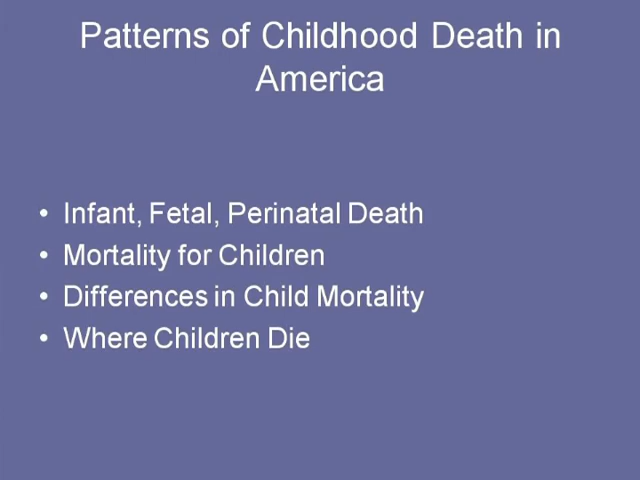 Patterns of Childhood Death in
America
• Infant, Fetal, Perinatal Death
• Mortality for Children
• Differences in Child Mortality
• Where Children Die